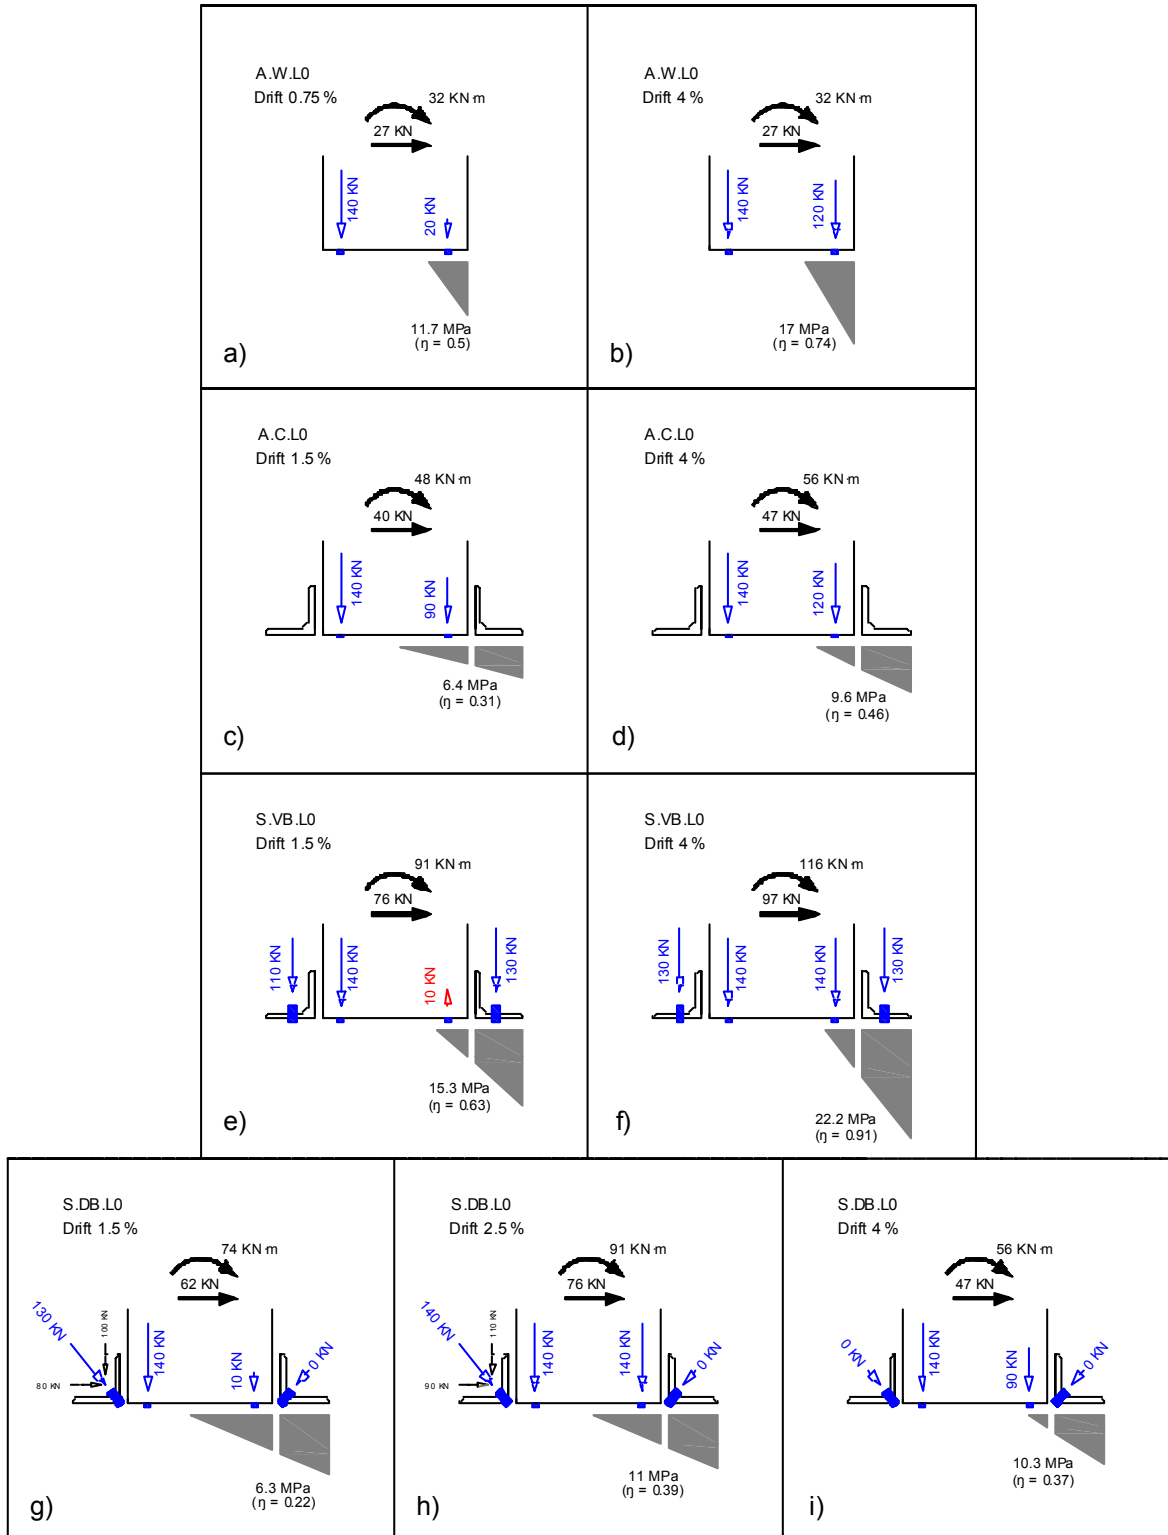 A.W.L0
Drift 0.75 %
32 KN·m
27 KN
140 KN
20 KN
11.7 MPa
(η = 0.5)
a)
A.W.L0
Drift 4 %
32 KN·m
27 KN
140 KN
120 KN
17 MPa
(η = 0.74)
b)
A.C.L0
Drift 1.5 %
48 KN·m
40 KN
140 KN
90 KN
6.4 MPa
(η = 0.31)
c)
A.C.L0
Drift 4 %
56 KN·m
47 KN
140 KN
120 KN
9.6 MPa
(η = 0.46)
d)
S.VB.L0
Drift 1.5 %
91 KN·m
76 KN
110 KN
140 KN
10 KN
130 KN
15.3 MPa
(η = 0.63)
e)
S.VB.L0
Drift 4 %
116 KN·m
97 KN
130 KN
140 KN
140 KN
130 KN
22.2 MPa
(η = 0.91)
f)
S.DB.L0
Drift 1.5 %
74 KN·m
62 KN
130 KN
100 KN
80 KN
140 KN
10 KN
0 KN
6.3 MPa
(η = 0.22)
g)
S.DB.L0
Drift 2.5 %
91 KN·m
76 KN
140 KN
110 KN
90 KN
140 KN
140 KN
0 KN
11 MPa
(η = 0.39)
h)
S.DB.L0
Drift 4 %
56 KN·m
47 KN
0 KN
140 KN
90 KN
0 KN
10.3 MPa
(η = 0.37)
i)